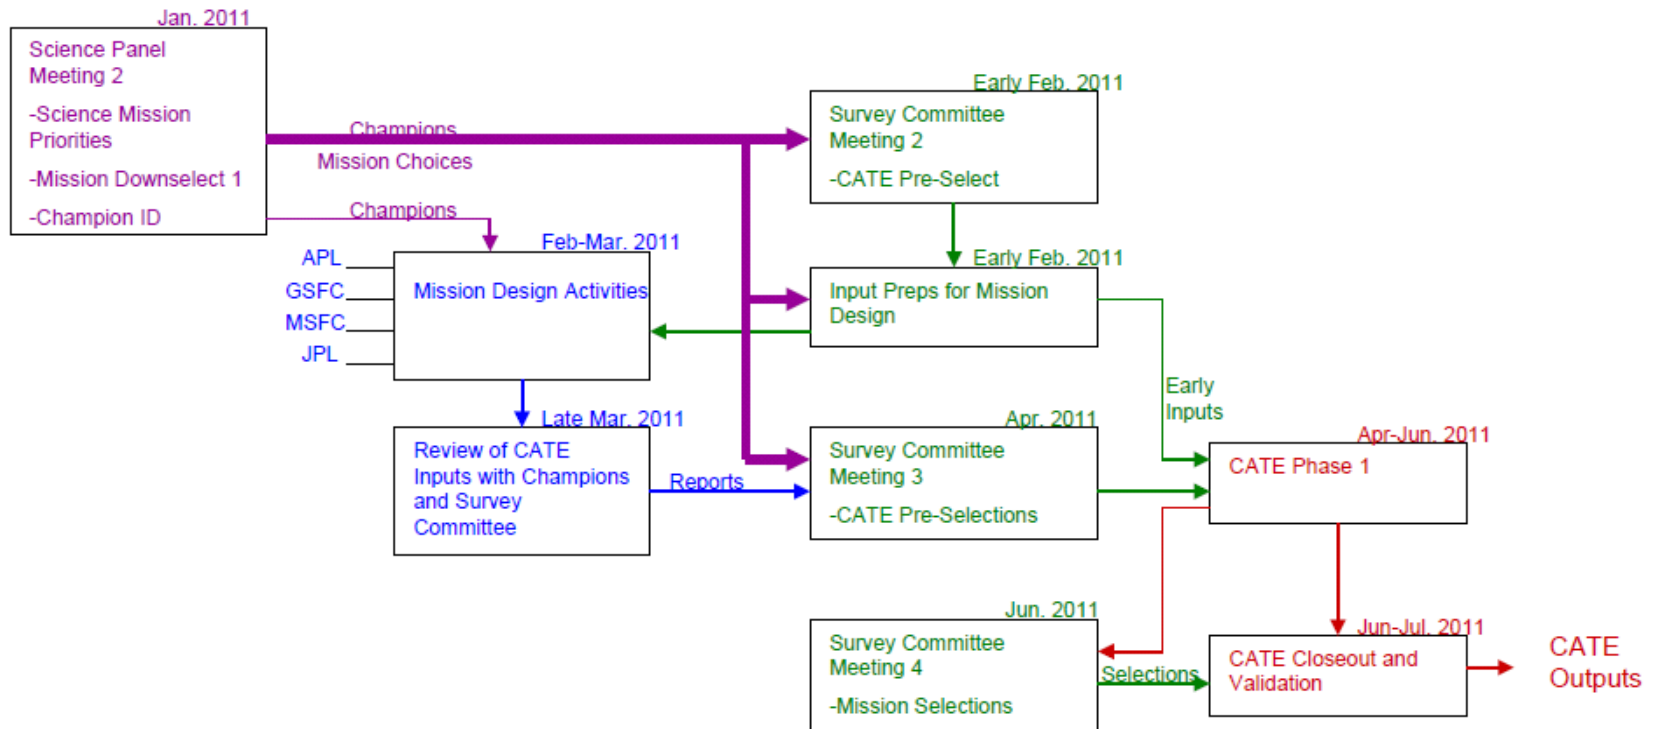 Jan. 2011
Science Panel
Meeting 2
-Science Mission
Priorities
-Mission Downselect 1
-Champion ID
Champions
Mission Choices
Champions
Early Feb. 2011
Survey Committee
Meeting 2
-CATE Pre-Select
Feb-Mar. 2011
APL
GSFC
MSFC
JPL
Mission Design Activities
Early Feb. 2011
Input Preps for Mission
Design
Early
Inputs
Late Mar. 2011
Review of CATE
Inputs with Champions
and Survey
Committee
Reports
Apr. 2011
Survey Committee
Meeting 3
-CATE Pre-Selections
Apr-Jun. 2011
CATE Phase 1
Jun. 2011
Survey Committee
Meeting 4
-Mission Selections
Selections
Jun-Jul. 2011
CATE Closeout and
Validation
CATE
Outputs